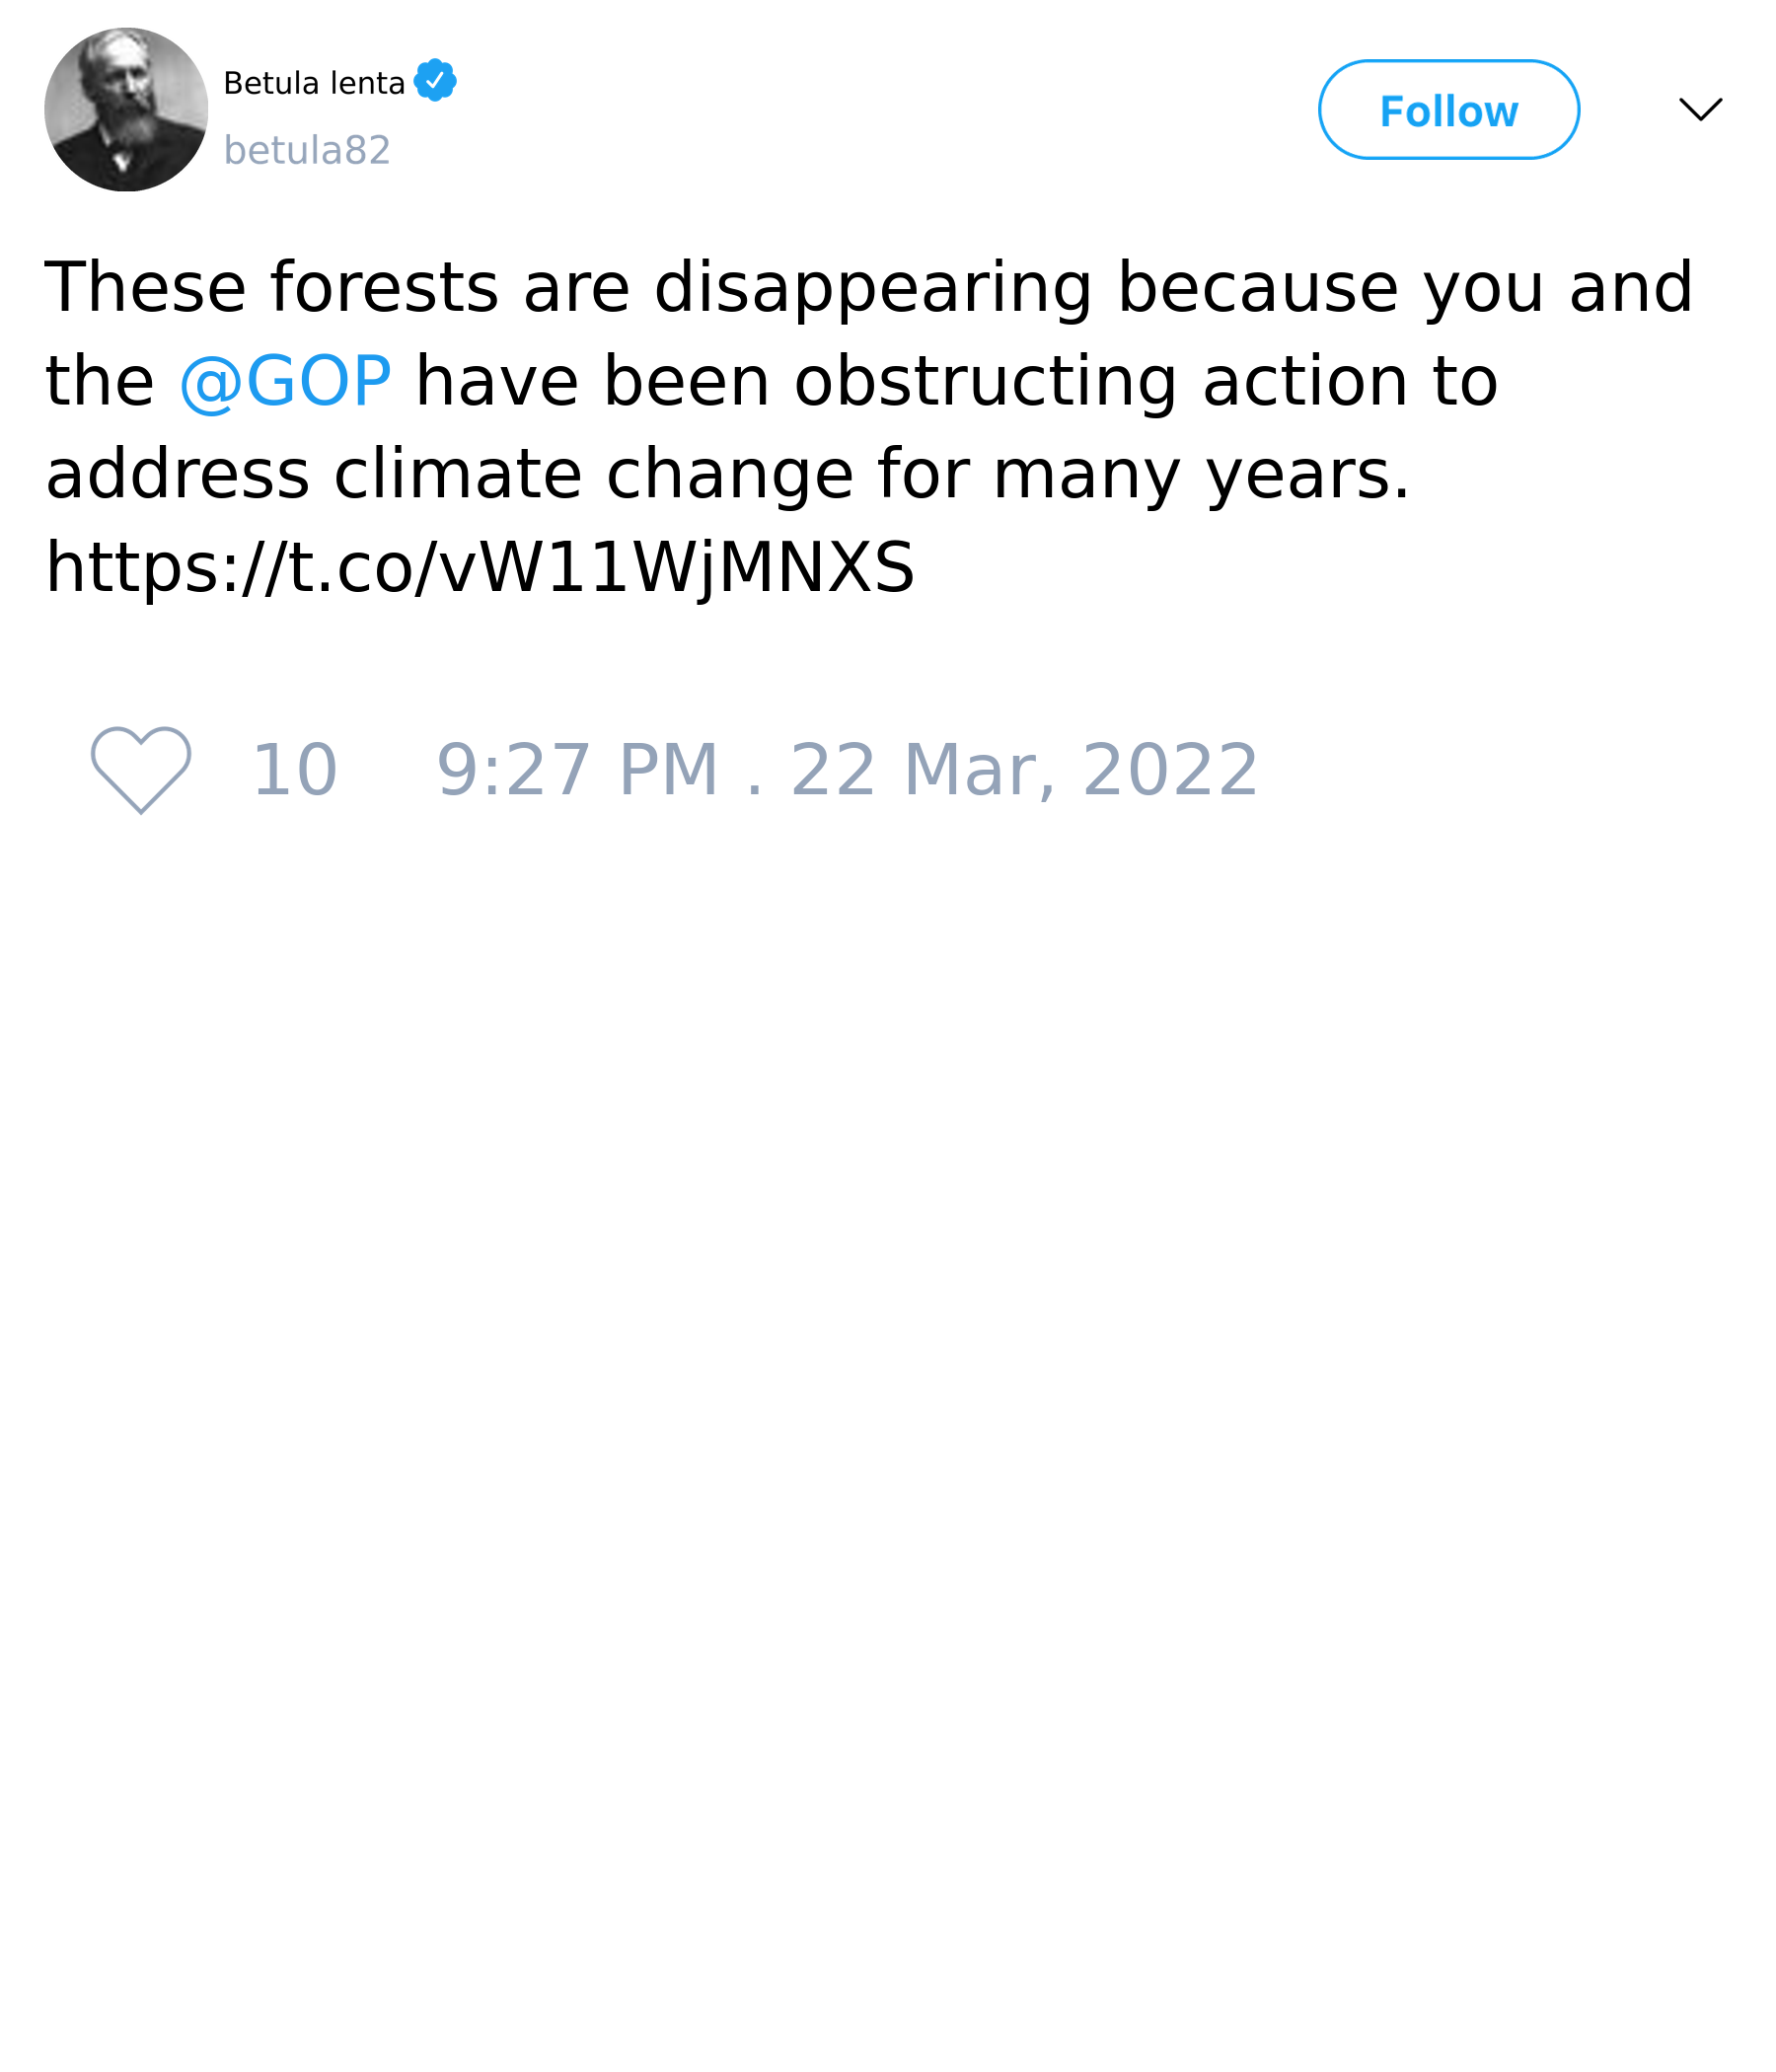 Betula lenta
betula82
Follow
These forests are disappearing because you and
the @GOP have been obstructing action to
address climate change for many years.
https://t.co/vW11WjMNXS
10 9:27 PM . 22 Mar, 2022